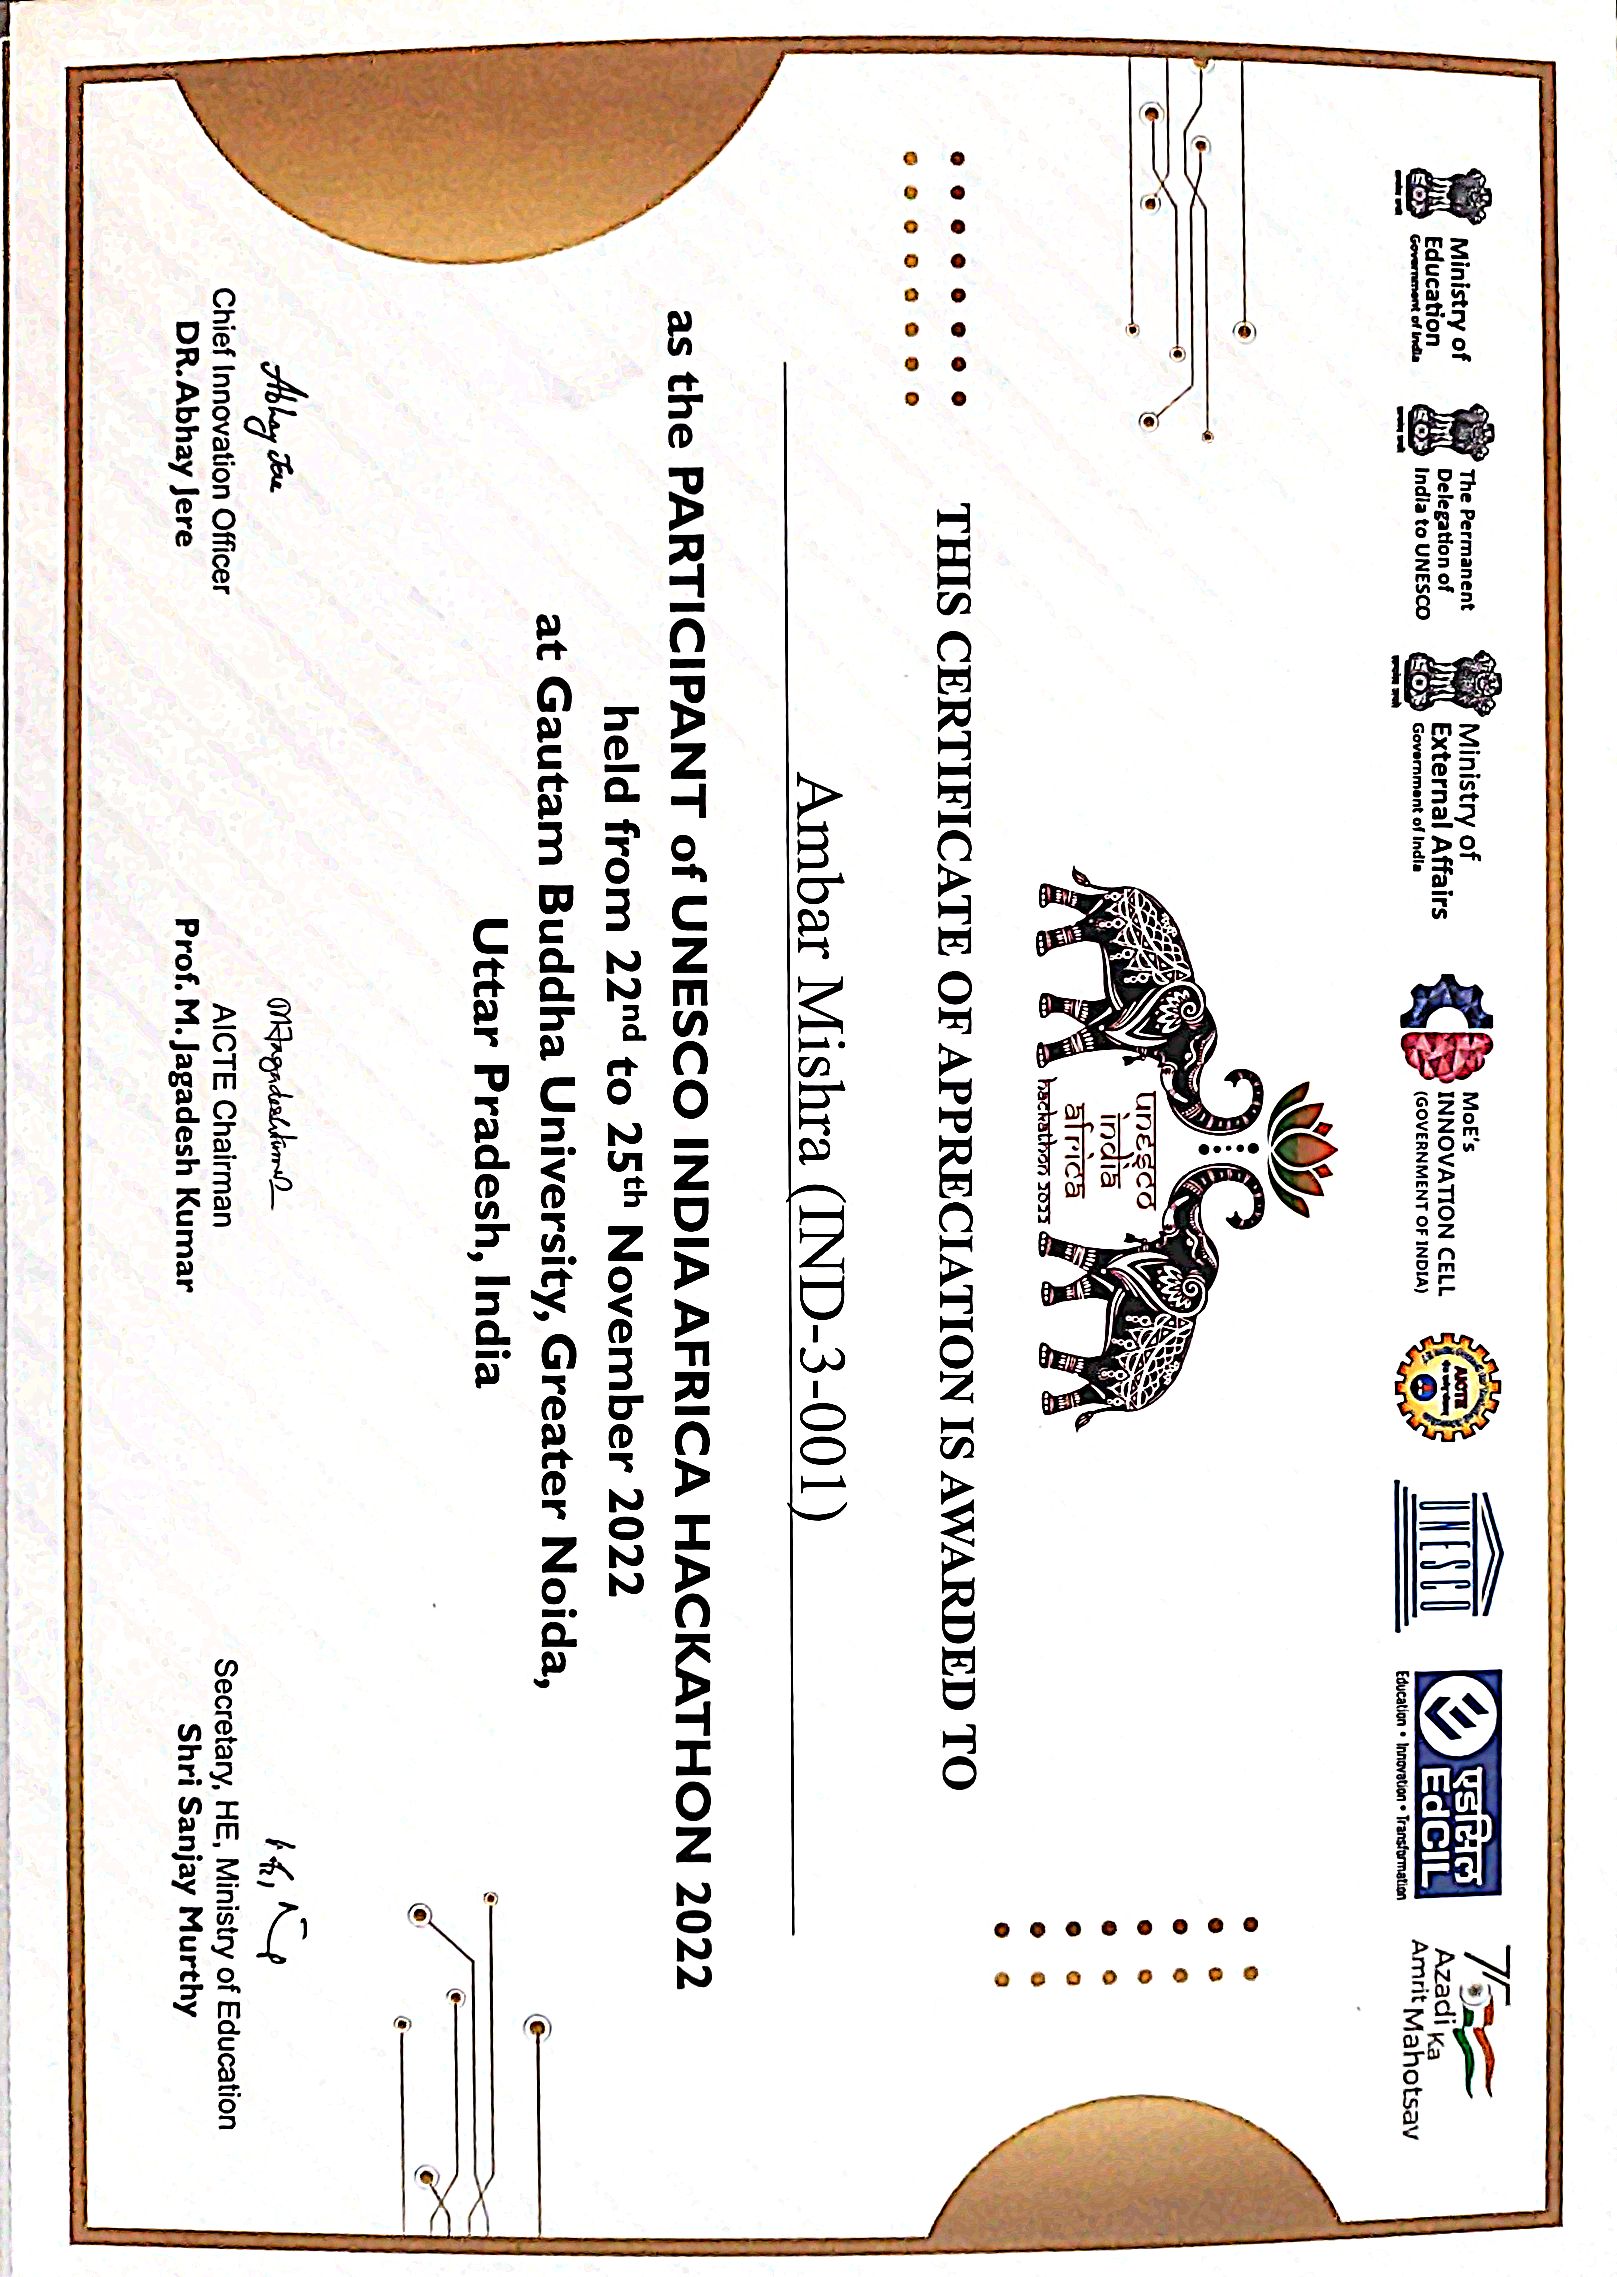 Ministry of
Education
Government of India
The Permanent
Delegation of
India to UNESCO
Ministry of
External Affairs
Government of India
MoE's
INNOVATION CELL
(GOVERNMENT OF INDIA)
AICTE
UNESCO
एडसिल
EdCIL
Education • Innovation • Transformation
75
Azadi Ka
Amrit Mahotsav
unesco
india
africa
hackathon 2022
THIS CERTIFICATE OF APPRECIATION IS AWARDED TO
Ambar Mishra (IND-3-001)
as the PARTICIPANT of UNESCO INDIA AFRICA HACKATHON 2022
held from 22nd to 25th November 2022
at Gautam Buddha University, Greater Noida,
Uttar Pradesh, India
Abhay Jere
MJagadeshkumar
Chief Innovation Officer
DR. Abhay Jere
AICTE Chairman
Prof. M. Jagadesh Kumar
Secretary, HE, Ministry of Education
Shri Sanjay Murthy